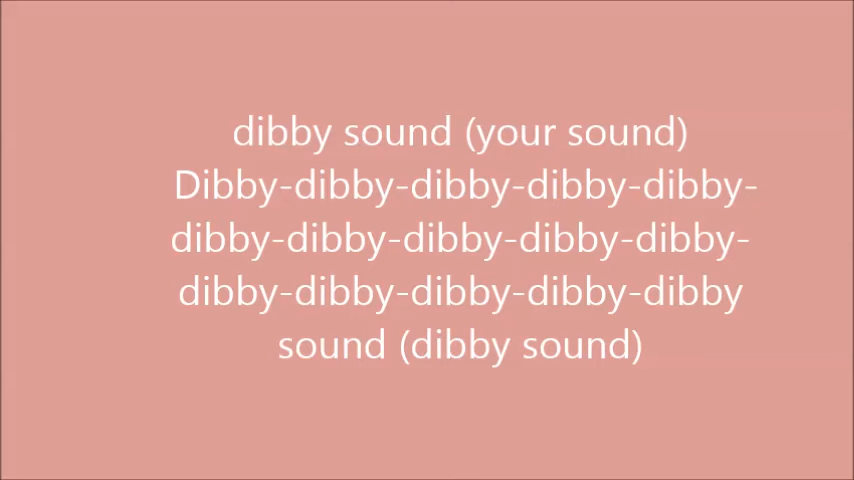 dibby sound (your sound)
Dibby-dibby-dibby-dibby-dibby-
dibby-dibby-dibby-dibby-dibby-
dibby-dibby-dibby-dibby-dibby
sound (dibby sound)